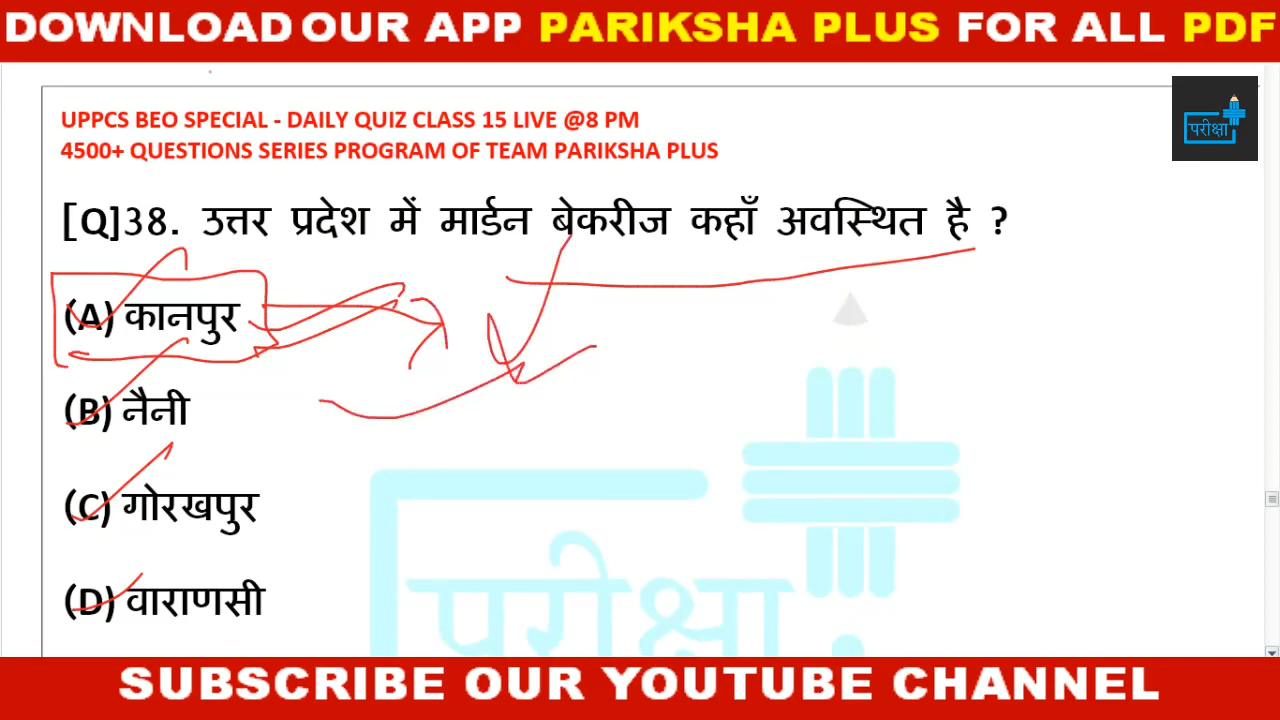 DOWNLOAD OUR APP PARIKSHA PLUS FOR ALL PDF
UPPCS BEO SPECIAL - DAILY QUIZ CLASS 15 LIVE @8 PM
4500+ QUESTIONS SERIES PROGRAM OF TEAM PARIKSHA PLUS
परीक्षा
[Q]38. उत्तर प्रदेश में मार्डन बेकरीज कहाँ अवस्थित है ?
(A) कानपुर
(B) नैनी
(C) गोरखपुर
(D) वाराणसी
परीक्षा
SUBSCRIBE OUR YOUTUBE CHANNEL